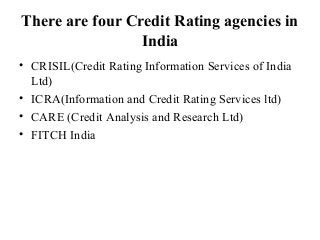 There are four Credit Rating agencies in
India
• CRISIL(Credit Rating Information Services of India
Ltd)
• ICRA(Information and Credit Rating Services ltd)
• CARE (Credit Analysis and Research Ltd)
• FITCH India